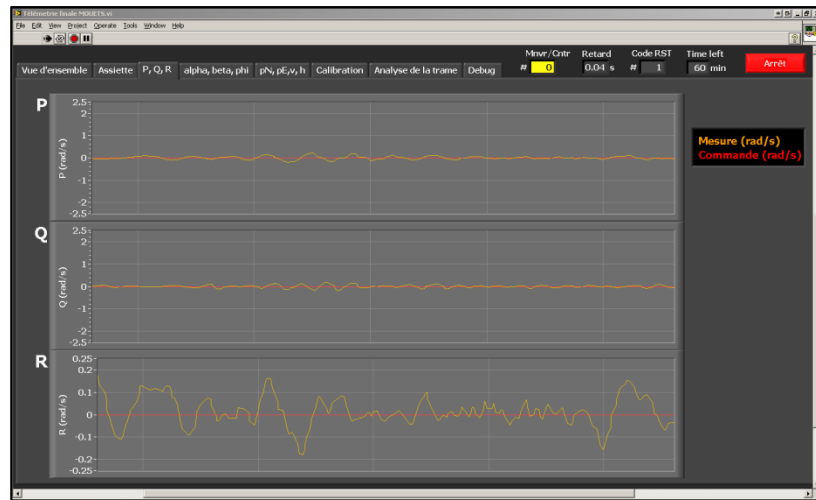 Télémetrie finale MOUETS.vi
File Edit View Project Operate Tools Window Help
Mnvr/Cntr Retard Code RST Time left
# 0 0.04 s # 1 60 min Arrêt
Vue d'ensemble Assiette P, Q, R alpha, beta, phi pN, pE,v, h Calibration Analyse de la trame Debug
P
P (rad/s)
2.5
2
1
0
-1
-2
-2.5
Mesure (rad/s)
Commande (rad/s)
Q
Q (rad/s)
2.5
2
1
0
-1
-2
-2.5
R
R (rad/s)
0.25
0.2
0.1
0
-0.1
-0.2
-0.25